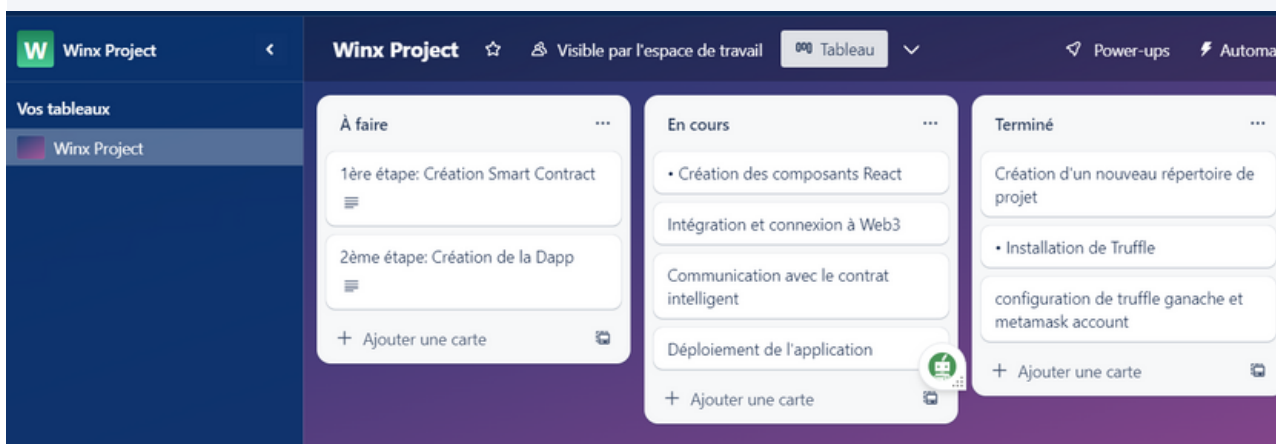 W Winx Project
Winx Project Visible par l'espace de travail Tableau Power-ups Automa
Vos tableaux
Winx Project
À faire
1ère étape: Création Smart Contract
2ème étape: Création de la Dapp
+ Ajouter une carte
En cours
• Création des composants React
Intégration et connexion à Web3
Communication avec le contrat
intelligent
Déploiement de l'application
+ Ajouter une carte
Terminé
Création d'un nouveau répertoire de
projet
• Installation de Truffle
configuration de truffle ganache et
metamask account
+ Ajouter une carte